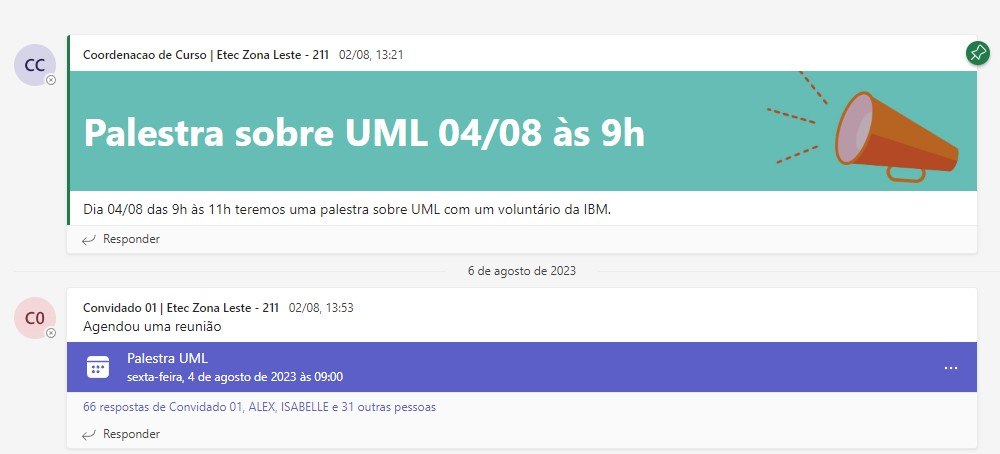 CC
Coordenacao de Curso | Etec Zona Leste - 211 02/08, 13:21
Palestra sobre UML 04/08 às 9h
Dia 04/08 das 9h às 11h teremos uma palestra sobre UML com um voluntário da IBM.
Responder
6 de agosto de 2023
C0
Convidado 01 | Etec Zona Leste - 211 02/08, 13:53
Agendou uma reunião
Palestra UML
sexta-feira, 4 de agosto de 2023 às 09:00
66 respostas de Convidado 01, ALEX, ISABELLE e 31 outras pessoas
Responder